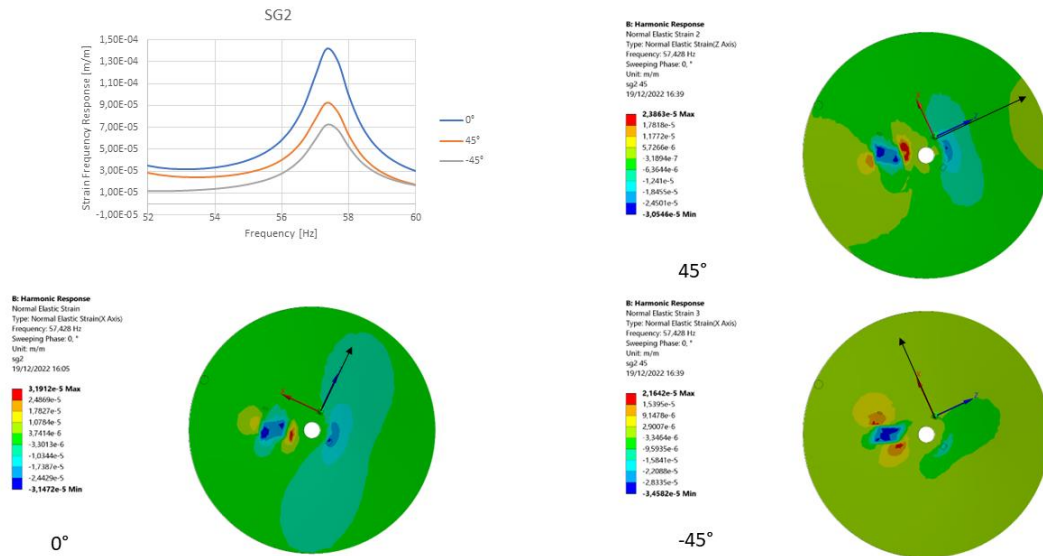 SG2
Strain Frequency Response [m/m]
1,50E-04
1,30E-04
1,10E-04
9,00E-05
7,00E-05
5,00E-05
3,00E-05
1,00E-05
-1,00E-05
52
54
56
58
60
Frequency [Hz]
0°
45°
-45°
B: Harmonic Response
Normal Elastic Strain 2
Type: Normal Elastic Strain(Z Axis)
Frequency: 57,428 Hz
Sweeping Phase: 0, °
Unit: m/m
sg2 45
19/12/2022 16:39
2,3863e-5 Max
1,7818e-5
1,1772e-5
5,7266e-6
-3,1894e-7
-6,3644e-6
-1,241e-5
-1,8455e-5
-2,4501e-5
-3,0546e-5 Min
45°
B: Harmonic Response
Normal Elastic Strain
Type: Normal Elastic Strain(X Axis)
Frequency: 57,428 Hz
Sweeping Phase: 0, °
Unit: m/m
sg2
19/12/2022 16:05
3,1912e-5 Max
2,4869e-5
1,7827e-5
1,0784e-5
3,7414e-6
-3,3013e-6
-1,0344e-5
-1,7387e-5
-2,4429e-5
-3,1472e-5 Min
0°
B: Harmonic Response
Normal Elastic Strain 3
Type: Normal Elastic Strain(X Axis)
Frequency: 57,428 Hz
Sweeping Phase: 0, °
Unit: m/m
sg2 45
19/12/2022 16:39
2,1642e-5 Max
1,5395e-5
9,1478e-6
2,9007e-6
-3,3464e-6
-9,5935e-6
-1,5841e-5
-2,2088e-5
-2,8335e-5
-3,4582e-5 Min
-45°